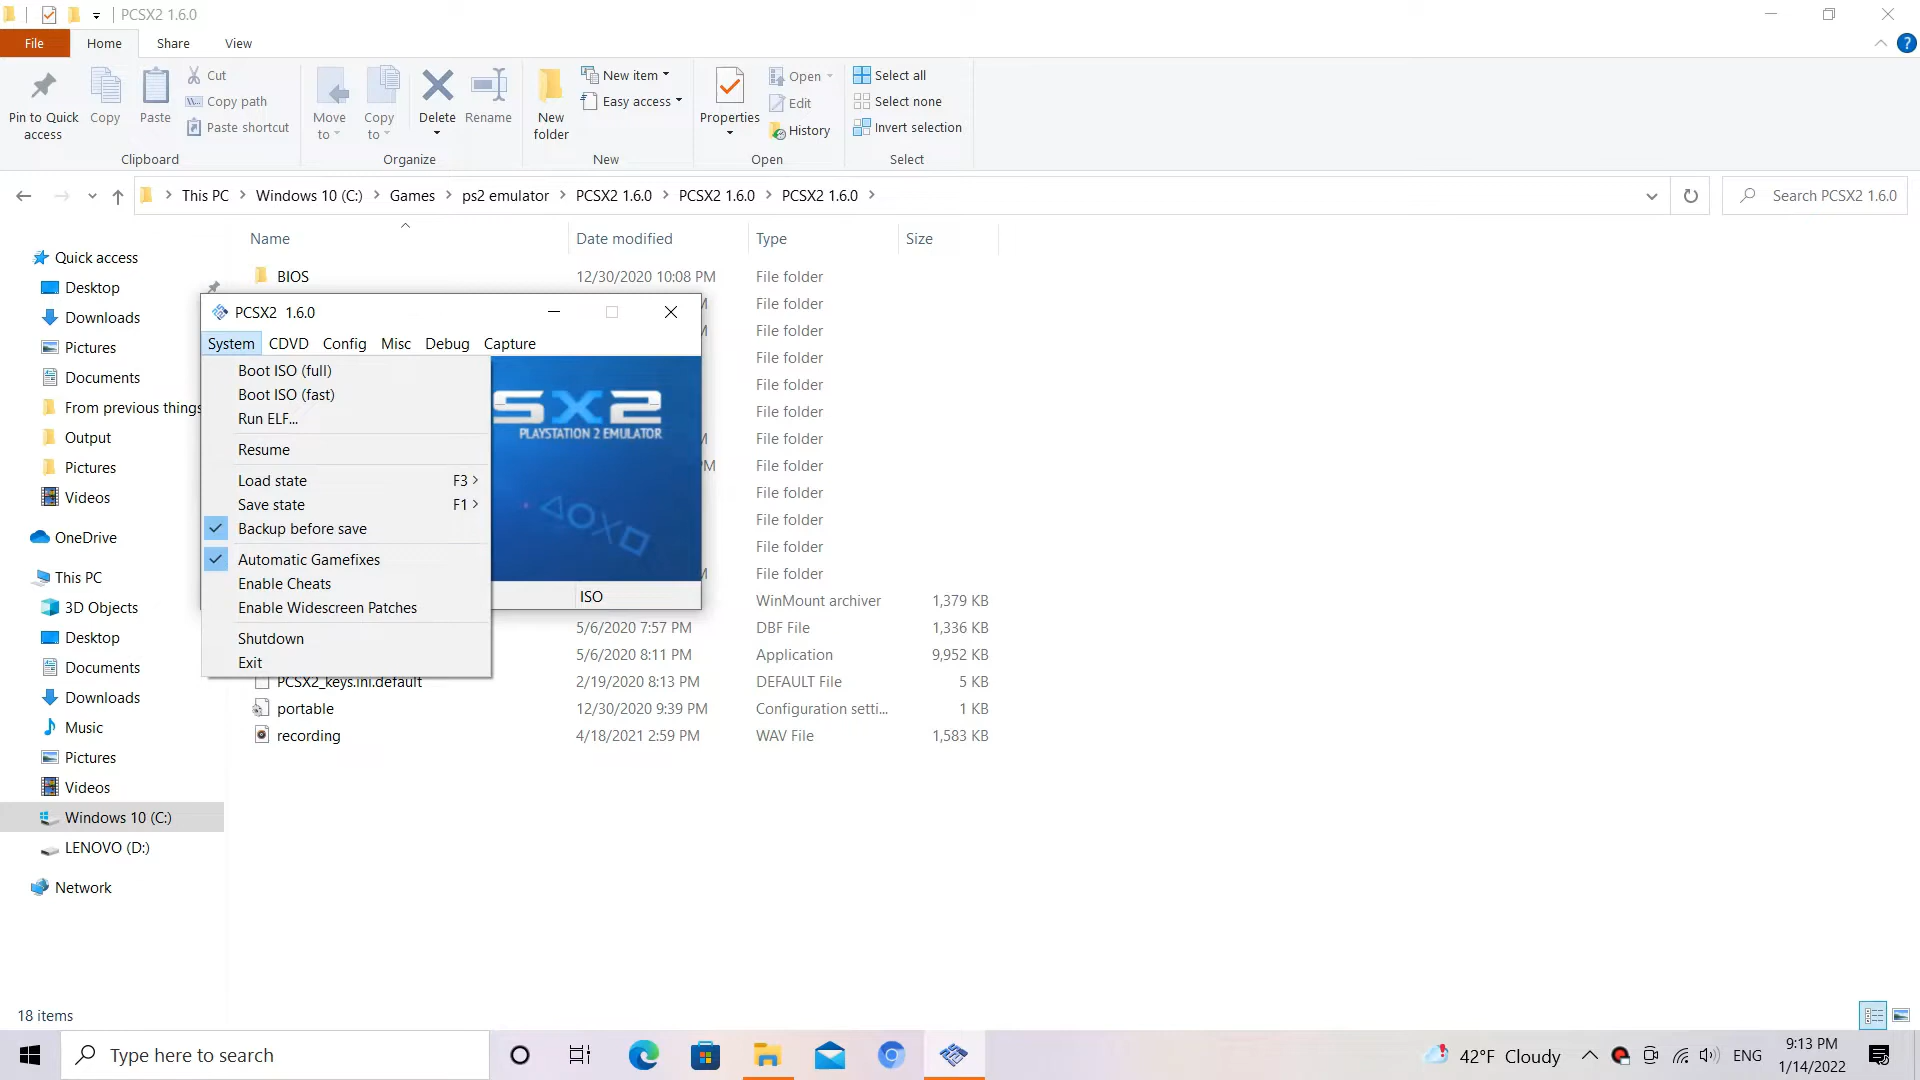 PCSX2 1.6.0
File
Home
Share
View
Pin to Quick access
Copy
Paste
Cut
Copy path
Paste shortcut
Clipboard
Move to
Copy to
Delete
Rename
Organize
New folder
New item
Easy access
New
Properties
Open
Edit
History
Open
Select all
Select none
Invert selection
Select
This PC
Windows 10 (C:)
Games
ps2 emulator
PCSX2 1.6.0
PCSX2 1.6.0
PCSX2 1.6.0
Search PCSX2 1.6.0
Name
Date modified
Type
Size
Quick access
Desktop
Downloads
Pictures
Documents
From previous things
Output
Pictures
Videos
OneDrive
This PC
3D Objects
Desktop
Documents
Downloads
Music
Pictures
Videos
Windows 10 (C:)
LENOVO (D:)
Network
BIOS 12/30/2020 10:08 PM File folder
File folder
File folder
File folder
File folder
File folder
File folder
File folder
File folder
File folder
File folder
File folder
WinMount archiver 1,379 KB
5/6/2020 7:57 PM DBF File 1,336 KB
5/6/2020 8:11 PM Application 9,952 KB
PCSX2_keys.ini.default 2/19/2020 8:13 PM DEFAULT File 5 KB
portable 12/30/2020 9:39 PM Configuration setti... 1 KB
recording 4/18/2021 2:59 PM WAV File 1,583 KB
PCSX2 1.6.0
System CDVD Config Misc Debug Capture
Boot ISO (full)
Boot ISO (fast)
Run ELF...
Resume
Load state F3
Save state F1
Backup before save
Automatic Gamefixes
Enable Cheats
Enable Widescreen Patches
Shutdown
Exit
SX2
PLAYSTATION 2 EMULATOR
ISO
18 items
Type here to search
42°F Cloudy
ENG
9:13 PM
1/14/2022